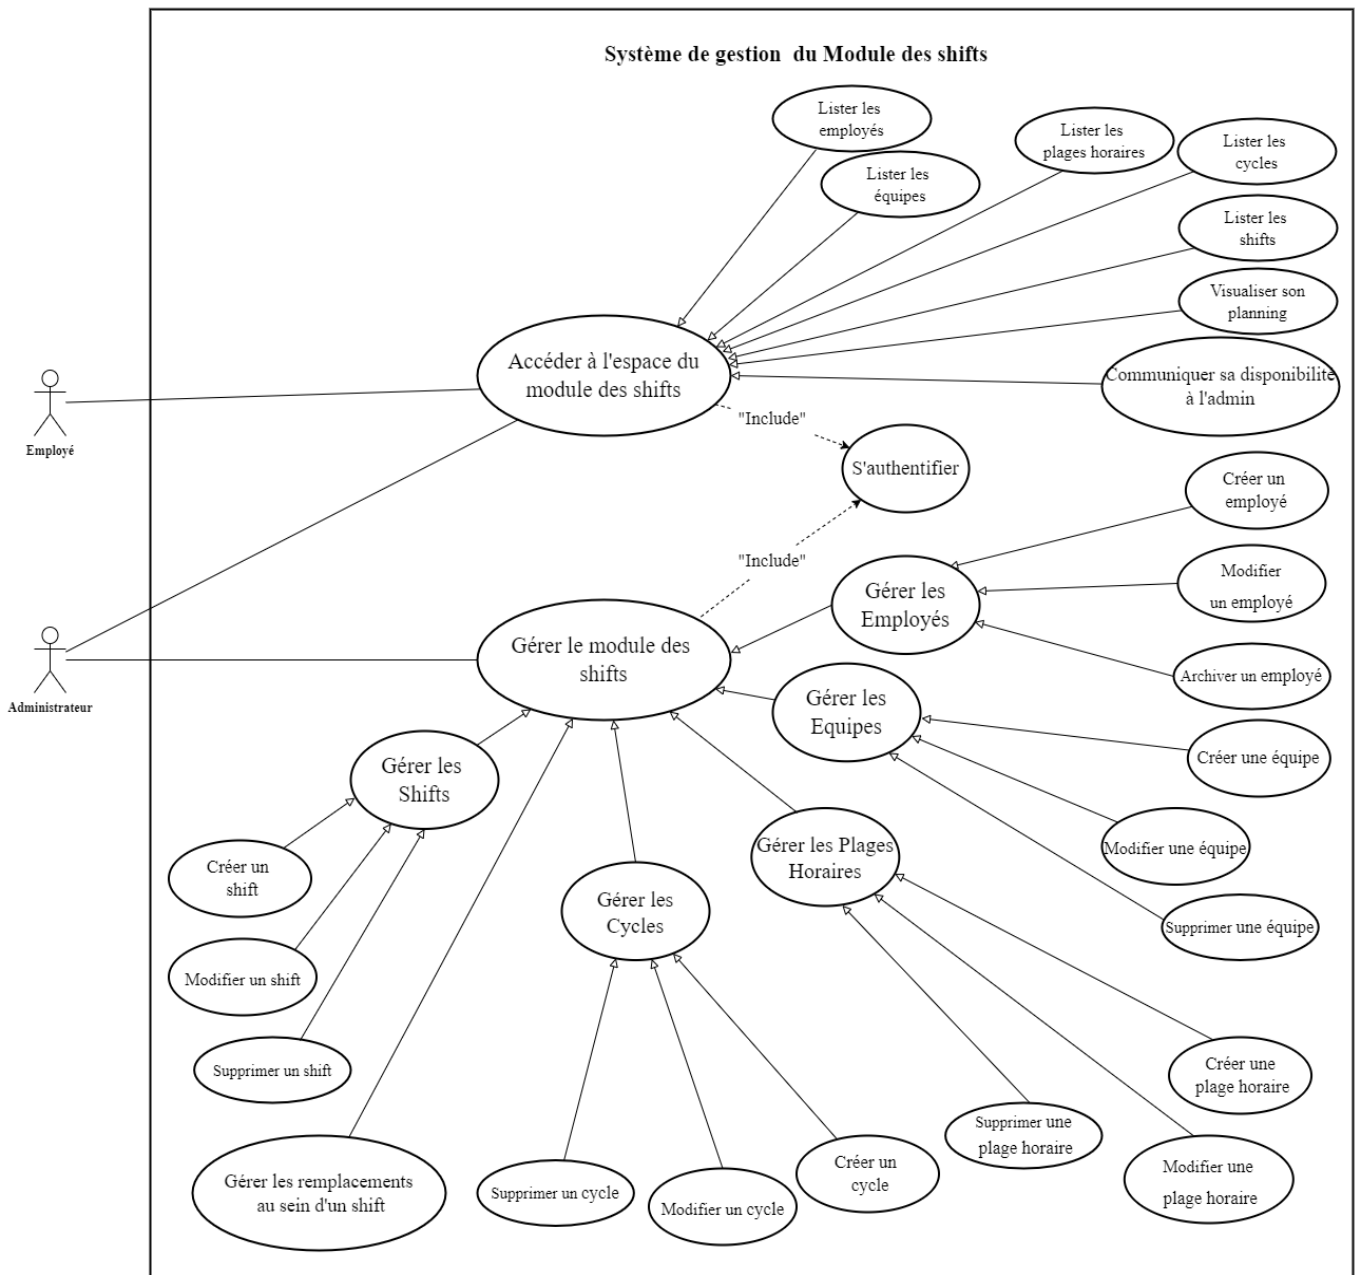 Système de gestion  du Module des shifts
Lister les
employés
Lister les
équipes
Lister les
plages horaires
Lister les
cycles
Lister les
shifts
Visualiser son
planning
Communiquer sa disponibilité
à l'admin
Accéder à l'espace du
module des shifts
"Include"
Employé
S'authentifier
Créer un
employé
"Include"
Gérer les
Employés
Modifier
un employé
Gérer le module des
shifts
Archiver un employé
Administrateur
Gérer les
Equipes
Créer une équipe
Gérer les
Shifts
Modifier une équipe
Gérer les Plages
Horaires
Créer un
shift
Gérer les
Cycles
Supprimer une équipe
Modifier un shift
Supprimer un shift
Créer une
plage horaire
Supprimer une
plage horaire
Modifier une
plage horaire
Créer un
cycle
Gérer les remplacements
au sein d'un shift
Supprimer un cycle
Modifier un cycle